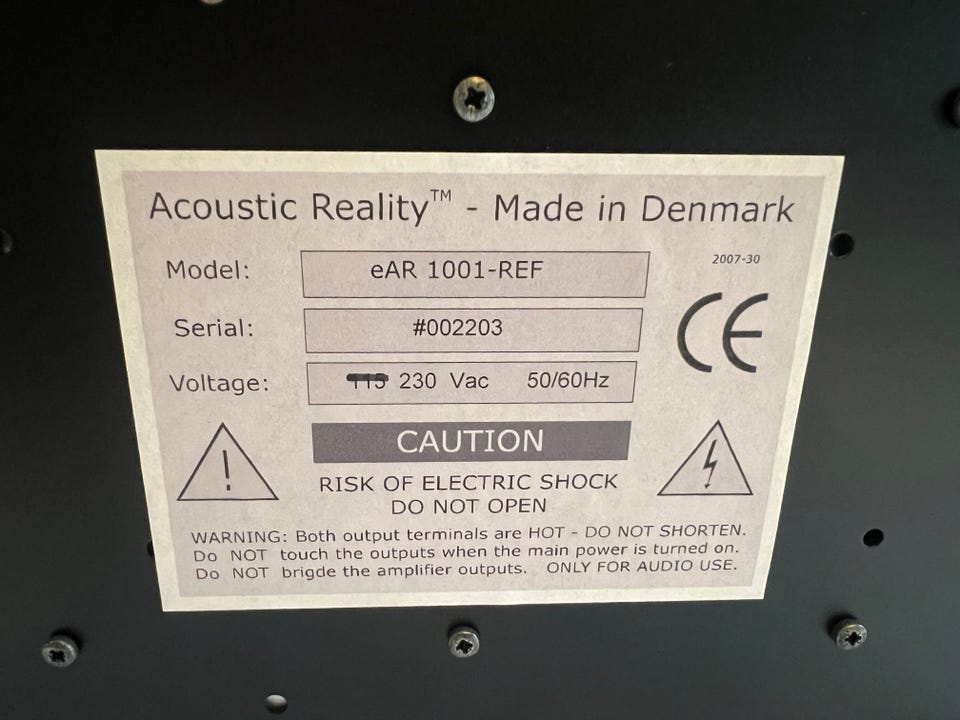 Acoustic Reality™ - Made in Denmark
Model: eAR 1001-REF
2007-30
Serial: #002203
CE
Voltage: 115 230 Vac 50/60Hz
CAUTION
RISK OF ELECTRIC SHOCK
DO NOT OPEN
WARNING: Both output terminals are HOT - DO NOT SHORTEN.
Do NOT touch the outputs when the main power is turned on.
Do NOT brigde the amplifier outputs. ONLY FOR AUDIO USE.